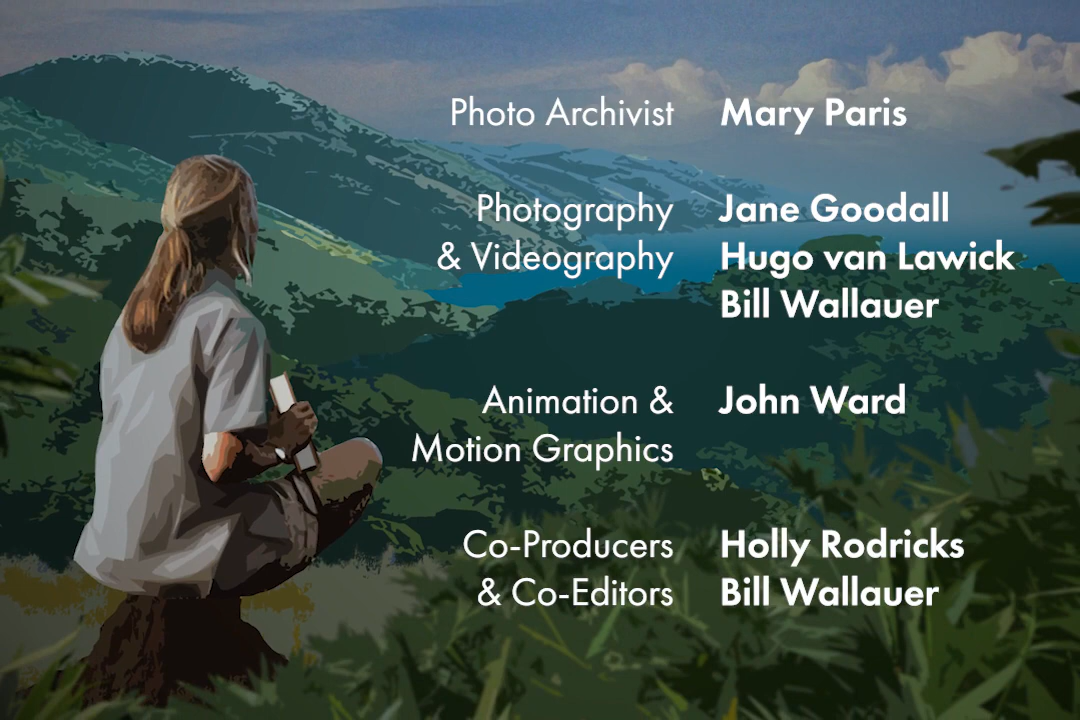 Photo Archivist Mary Paris
Photography Jane Goodall
& Videography Hugo van Lawick
Bill Wallauer
Animation & John Ward
Motion Graphics
Co-Producers Holly Rodricks
& Co-Editors Bill Wallauer